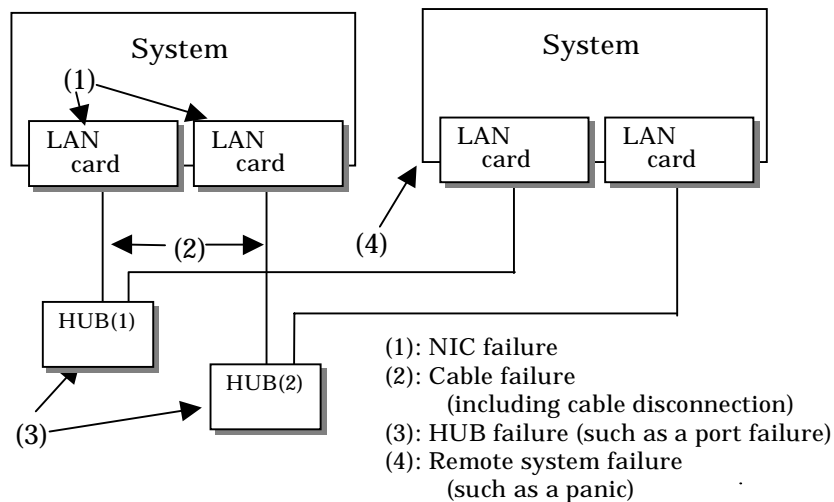 System
System
(1)
LAN
card
LAN
card
LAN
card
LAN
card
(2)
(4)
HUB(1)
HUB(2)
(3)
(1): NIC failure
(2): Cable failure
(including cable disconnection)
(3): HUB failure (such as a port failure)
(4): Remote system failure
(such as a panic)